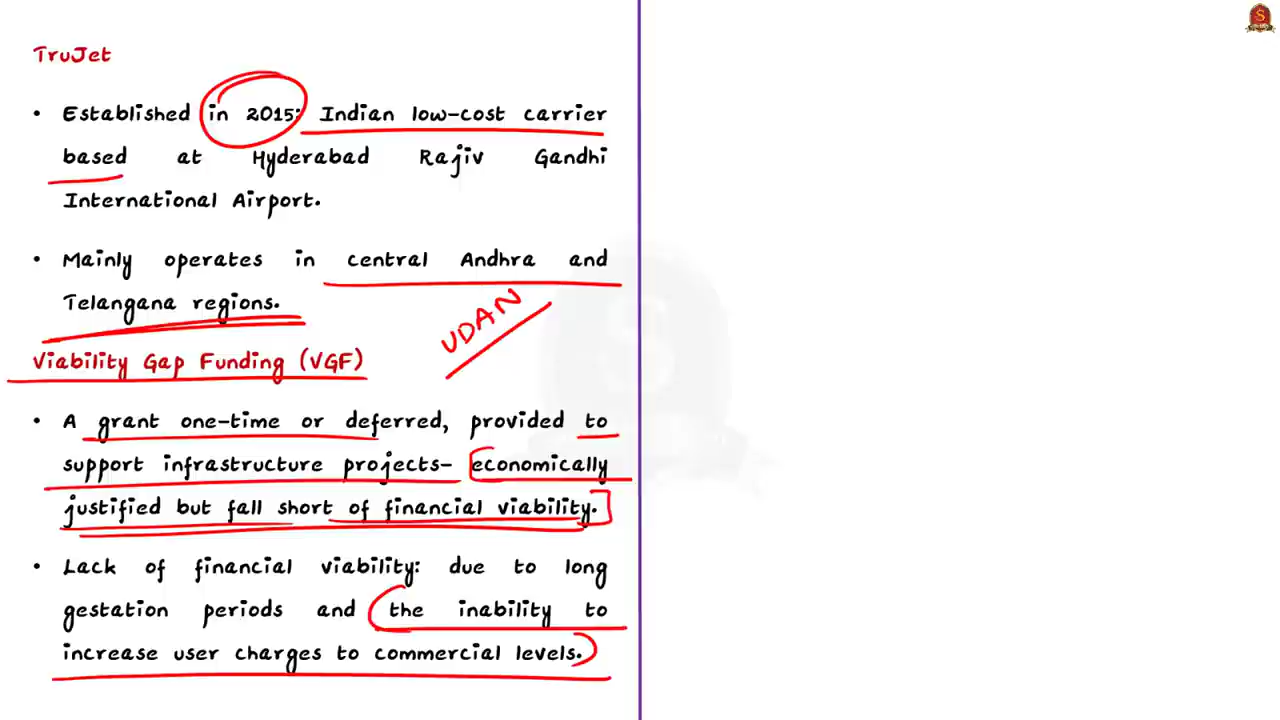 TruJet
• Established in 2015: Indian low-cost carrier
based at Hyderabad Rajiv Gandhi
International Airport.
• Mainly operates in central Andhra and
Telangana regions.
UDAN
Viability Gap Funding (VGF)
• A grant one-time or deferred, provided to
support infrastructure projects- economically
justified but fall short of financial viability.
• Lack of financial viability: due to long
gestation periods and the inability to
increase user charges to commercial levels.